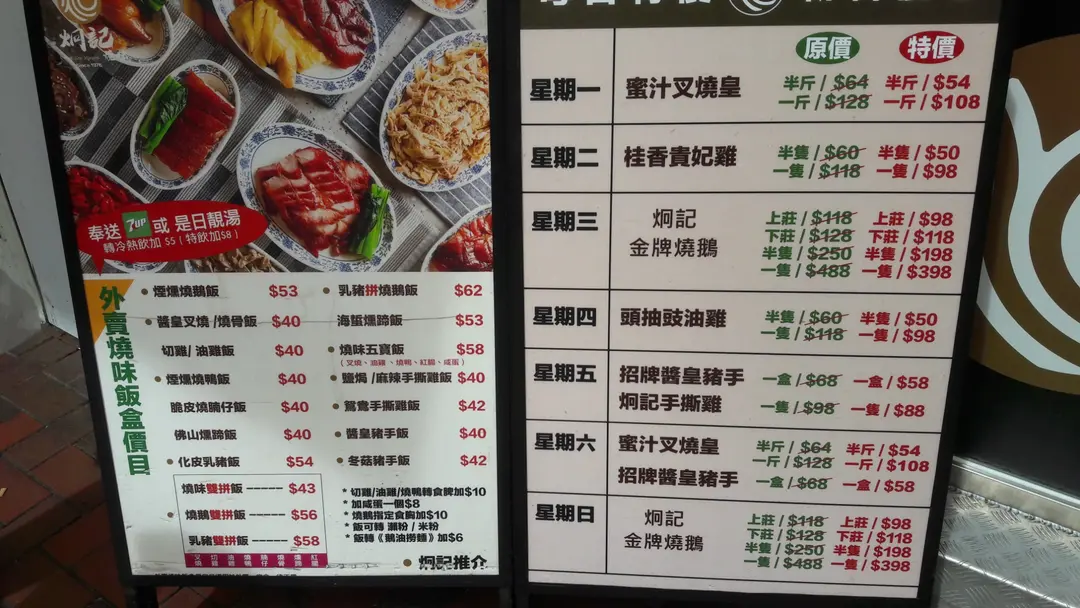 炯記
奉送 7UP 或 是日靚湯
轉冷熱飲加 $5 ( 特飲加$8 )
外賣燒味飯盒價目
煙燻燒鵝飯 $53
醬皇叉燒 /燒骨飯 $40
切雞/ 油雞飯 $40
煙燻燒鴨飯 $40
脆皮燒腩仔飯 $40
佛山燻蹄飯 $40
化皮乳豬飯 $54
燒味雙拼飯 ----- $43
燒鵝雙拼飯 ---- $56
乳豬雙拼飯 ---- $58
乳豬拼燒鵝飯 $62
海蜇燻蹄飯 $53
燒味五寶飯 $58
( 叉燒、油雞、燒鴨、紅腸、咸蛋 )
鹽焗 /麻辣手撕雞飯 $40
鴛鴦手撕雞飯 $42
醬皇豬手飯 $40
冬菇豬手飯 $42
* 切雞/油雞/燒鴨轉食髀加$10
* 加咸蛋一個$8
* 燒鵝指定食胸加$10
* 飯可轉 瀨粉 / 米粉
* 飯轉《 鵝油撈麵》加$6
炯記推介
原價 特價
星期一 蜜汁叉燒皇 半斤 / $64 半斤 / $54
一斤 / $128 一斤 / $108
星期二 桂香貴妃雞 半隻 / $60 半隻 / $50
一隻 / $118 一隻 / $98
星期三 炯記 金牌燒鵝 上莊 / $118 上莊 / $98
下莊 / $128 下莊 / $118
半隻 / $250 半隻 / $198
一隻 / $488 一隻 / $398
星期四 頭抽豉油雞 半隻 / $60 半隻 / $50
一隻 / $118 一隻 / $98
星期五 招牌醬皇豬手 一盒 / $68 一盒 / $58
炯記手撕雞 一隻 / $98 一隻 / $88
星期六 蜜汁叉燒皇 半斤 / $64 半斤 / $54
一斤 / $128 一斤 / $108
招牌醬皇豬手 一盒 / $68 一盒 / $58
星期日 炯記 金牌燒鵝 上莊 / $118 上莊 / $98
下莊 / $128 下莊 / $118
半隻 / $250 半隻 / $198
一隻 / $488 一隻 / $398